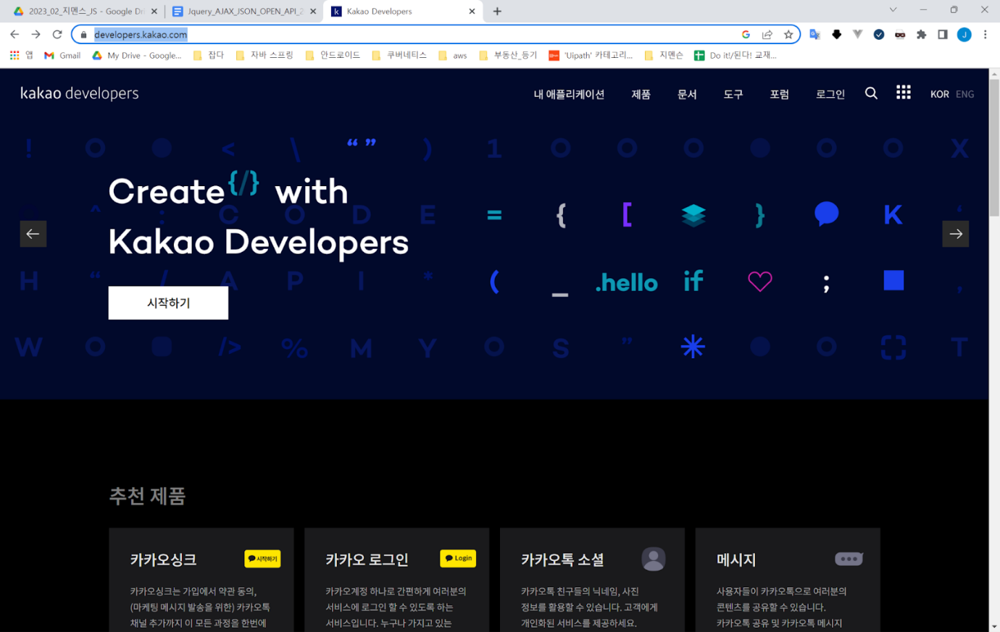 2023_02_지멘스_JS - Google Dri
Jquery_AJAX_JSON_OPEN_API_2
Kakao Developers
developers.kakao.com
앱
Gmail
My Drive - Google...
잡다
자바 스프링
안드로이드
쿠버네티스
aws
부동산_등기
'Uipath' 카테고리...
지멘슨
Do it!/된다! 교재...
kakao developers
내 애플리케이션
제품
문서
도구
포럼
로그인
KOR ENG
! O < \ “ ” ) 1 O O O O O X
Create {/} with
^ : C O D E = { [ } K ‘
Kakao Developers
H “ / A P I * ( _ .hello if ; ,
시작하기
W O /> % M Y O S ” * O T
추천 제품
카카오싱크
시작하기
카카오싱크는 가입에서 약관 동의,
(마케팅 메시지 발송을 위한) 카카오톡
채널 추가까지 이 모든 과정을 한번에
카카오 로그인
Login
카카오계정 하나로 간편하게 여러분의
서비스에 로그인 할 수 있도록 하는
서비스입니다. 누구나 가지고 있는
카카오톡 소셜
카카오톡 친구들의 닉네임, 사진
정보를 활용할 수 있습니다. 고객에게
개인화된 서비스를 제공하세요.
메시지
사용자들이 카카오톡으로 여러분의
콘텐츠를 공유할 수 있습니다.
카카오톡 공유 및 카카오톡 메시지